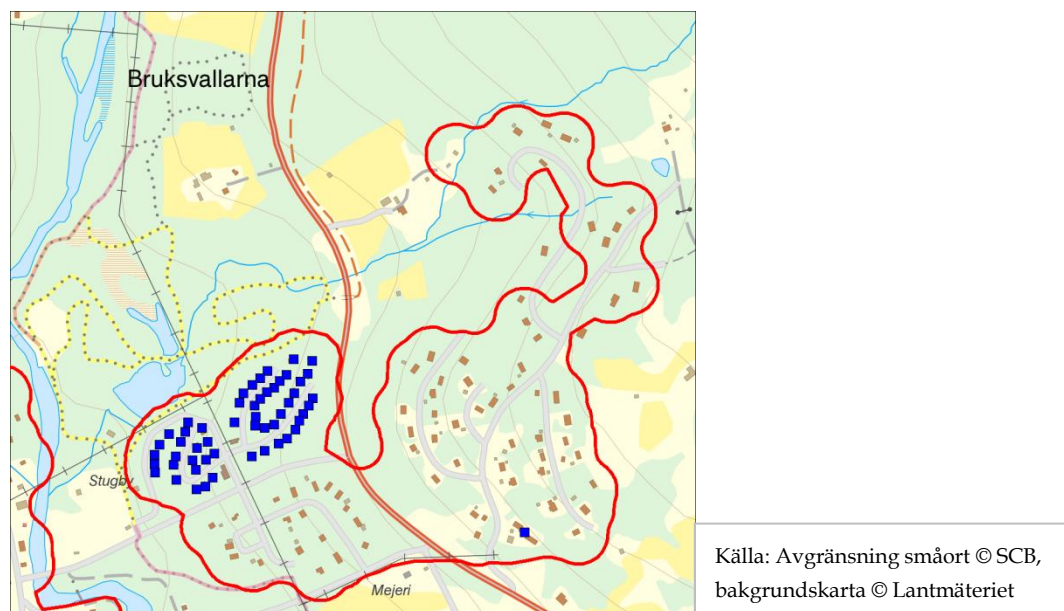 Bruksvallarna
Stugby
Mejeri
Källa: Avgränsning småort © SCB,
bakgrundskarta © Lantmäteriet